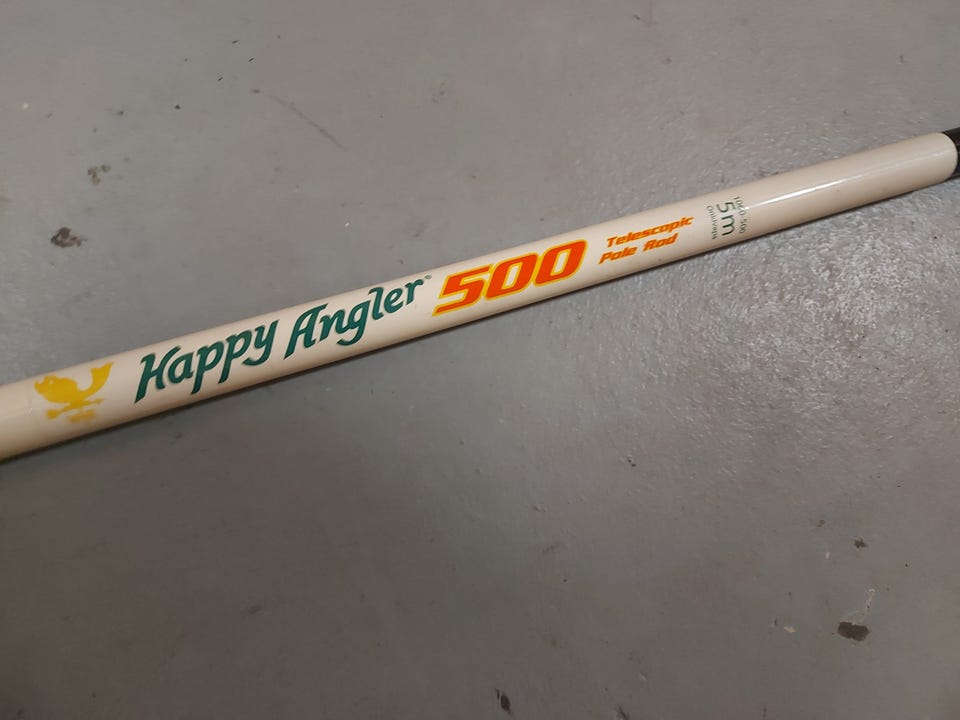 Happy Angler®
500
Telescopic
Pole Rod
5m